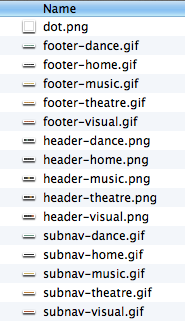 Name
dot.png
footer-dance.gif
footer-home.gif
footer-music.gif
footer-theatre.gif
footer-visual.gif
header-dance.png
header-home.png
header-music.png
header-theatre.png
header-visual.png
subnav-dance.gif
subnav-home.gif
subnav-music.gif
subnav-theatre.gif
subnav-visual.gif